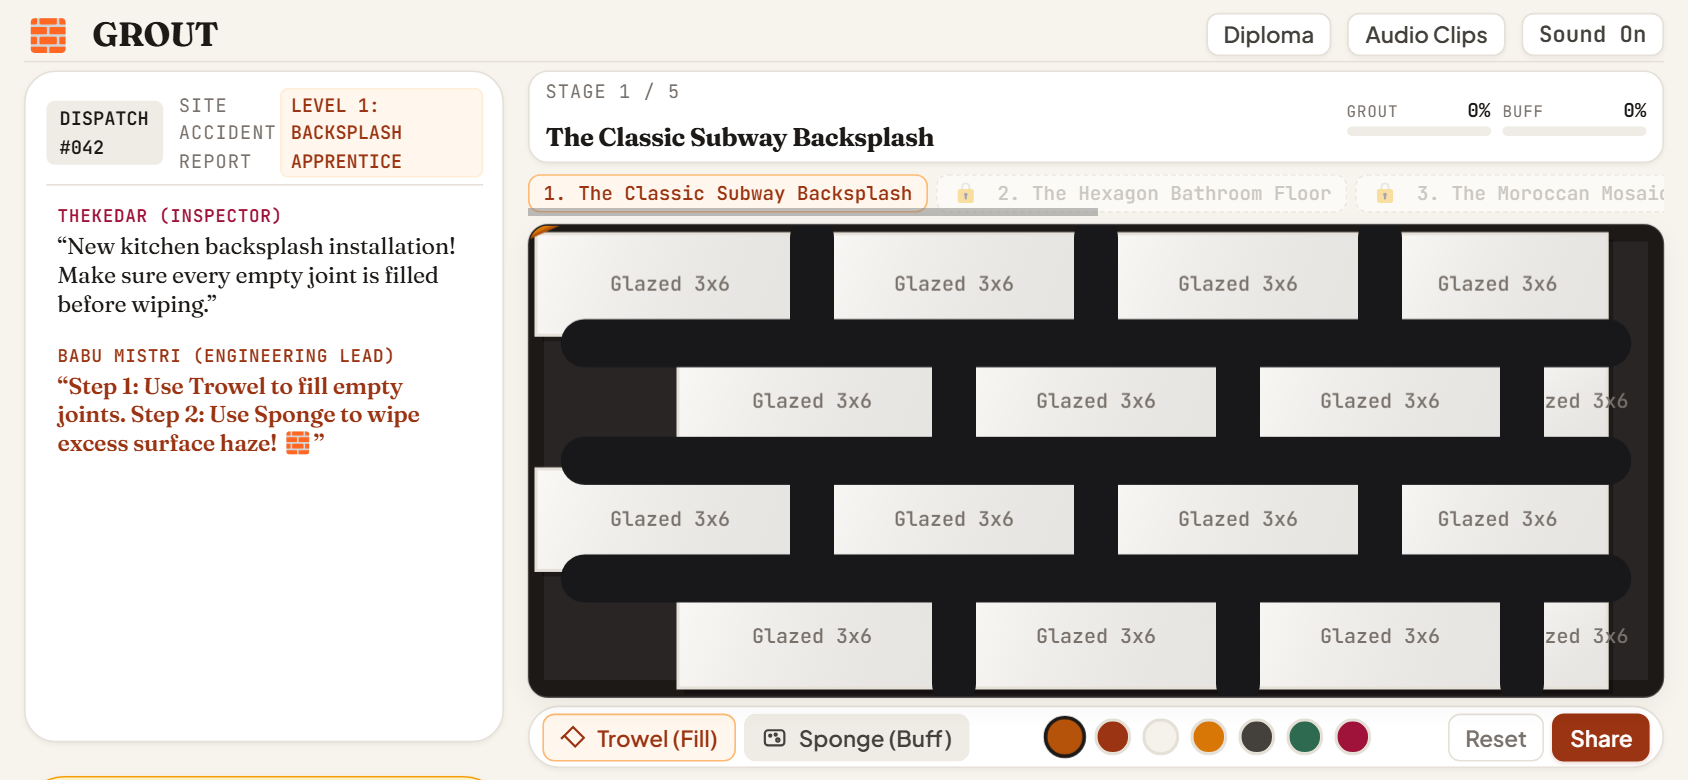 GROUT
Diploma
Audio Clips
Sound On
DISPATCH
#042
SITE
ACCIDENT
REPORT
LEVEL 1:
BACKSPLASH
APPRENTICE
THEKEDAR (INSPECTOR)
“New kitchen backsplash installation!
Make sure every empty joint is filled
before wiping.”
BABU MISTRI (ENGINEERING LEAD)
“Step 1: Use Trowel to fill empty
joints. Step 2: Use Sponge to wipe
excess surface haze! 🧱”
STAGE 1 / 5
The Classic Subway Backsplash
GROUT 0%
BUFF 0%
1. The Classic Subway Backsplash
🔒 2. The Hexagon Bathroom Floor
🔒 3. The Moroccan Mosaic
Glazed 3x6
Glazed 3x6
Glazed 3x6
Glazed 3x6
Glazed 3x6
Glazed 3x6
Glazed 3x6
zed 3x6
Glazed 3x6
Glazed 3x6
Glazed 3x6
Glazed 3x6
Glazed 3x6
Glazed 3x6
Glazed 3x6
zed 3x6
Trowel (Fill)
Sponge (Buff)
Reset
Share